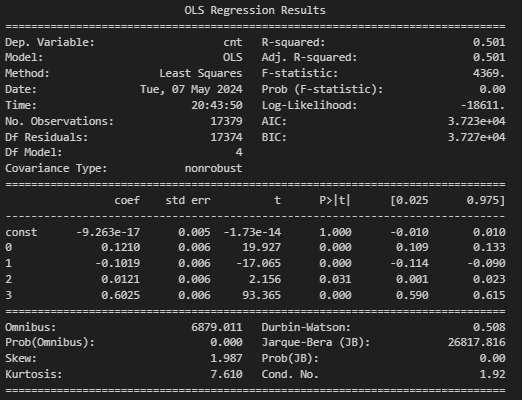 OLS Regression Results
==============================================================================
Dep. Variable: cnt R-squared: 0.501
Model: OLS Adj. R-squared: 0.501
Method: Least Squares F-statistic: 4369.
Date: Tue, 07 May 2024 Prob (F-statistic): 0.00
Time: 20:43:50 Log-Likelihood: -18611.
No. Observations: 17379 AIC: 3.723e+04
Df Residuals: 17374 BIC: 3.727e+04
Df Model: 4
Covariance Type: nonrobust
==============================================================================
coef std err t P>|t| [0.025 0.975]
------------------------------------------------------------------------------
const -9.263e-17 0.005 -1.73e-14 1.000 -0.010 0.010
0 0.1210 0.006 19.927 0.000 0.109 0.133
1 -0.1019 0.006 -17.065 0.000 -0.114 -0.090
2 0.0121 0.006 2.156 0.031 0.001 0.023
3 0.6025 0.006 93.365 0.000 0.590 0.615
==============================================================================
Omnibus: 6879.011 Durbin-Watson: 0.508
Prob(Omnibus): 0.000 Jarque-Bera (JB): 26817.816
Skew: 1.987 Prob(JB): 0.00
Kurtosis: 7.610 Cond. No. 1.92
==============================================================================